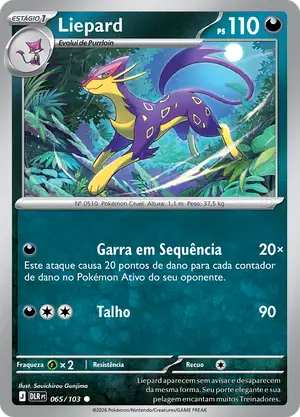 ESTÁGIO 1
Liepard
PS 110
Evolui de Purrloin
Nº 0510 Pokémon Cruel. Altura: 1,1 m Peso: 37,5 kg
Garra em Sequência 20×
Este ataque causa 20 pontos de dano para cada contador
de dano no Pokémon Ativo do seu oponente.
Talho 90
Fraqueza ×2 Resistência Recuo
Ilus. Souichirou Gunjima
J DLR PT 065/103
Liepard aparecem sem avisar e desaparecem
da mesma forma. Seu porte elegante e sua
pelagem encantam muitos Treinadores.
©2026 Pokémon/Nintendo/Creatures/GAME FREAK